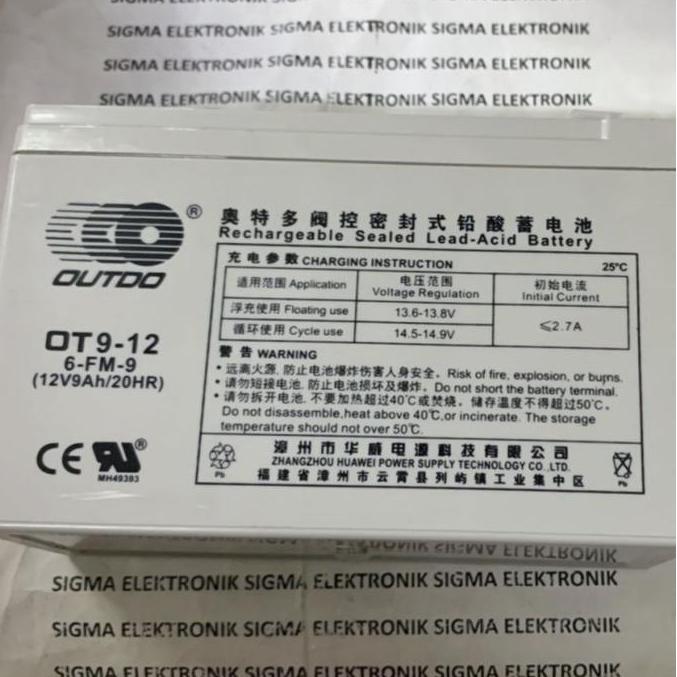 SIGMA ELEKTRONIK SIGMA ELEKTRONIK SIGMA ELEKTRONIK
SIGMA ELEKTRONIK SIGMA ELEKTRONIK SIGMA ELEKTRONIK
SIGMA ELEKTRONIK SIGMA ELEKTRONIK SIGMA ELEKTRONIK
OUTDO ®
OT9-12
6-FM-9
(12V9Ah/20HR)
CE RU ®
MH49383
奥特多阀控密封式铅酸蓄电池
Rechargeable Sealed Lead-Acid Battery
充电参数 CHARGING INSTRUCTION 25℃
适用范围 Application 电压范围 Voltage Regulation 初始电流 Initial Current
浮充使用 Floating use 13.6-13.8V ≤2.7A
循环使用 Cycle use 14.5-14.9V
警告 WARNING
• 远离火源, 防止电池爆炸伤害人身安全。Risk of fire, explosion, or burns.
• 请勿短接电池, 防止电池损坏及爆炸。Do not short the battery terminal.
• 请勿拆开电池, 不要加热超过40℃或焚烧。储存温度不得超过50℃。
Do not disassemble,heat above 40℃,or incinerate. The storage
temperature should not over 50℃.
Pb
漳州市华威电源科技有限公司
ZHANGZHOU HUAWEI POWER SUPPLY TECHNOLOGY CO.,LTD.
福建省漳州市云霄县列屿镇工业集中区
Pb
SIGMA ELEKTRONIK SIGMA ELEKTRONIK SIGMA ELEKTRONIK
SIGMA ELEKTRONIK SIGMA ELEKTRONIK SIGMA ELEKTRONIK
SIGMA ELEKTRONIK SIGMA ELEKTRONIK SIGMA ELEKTRONIK